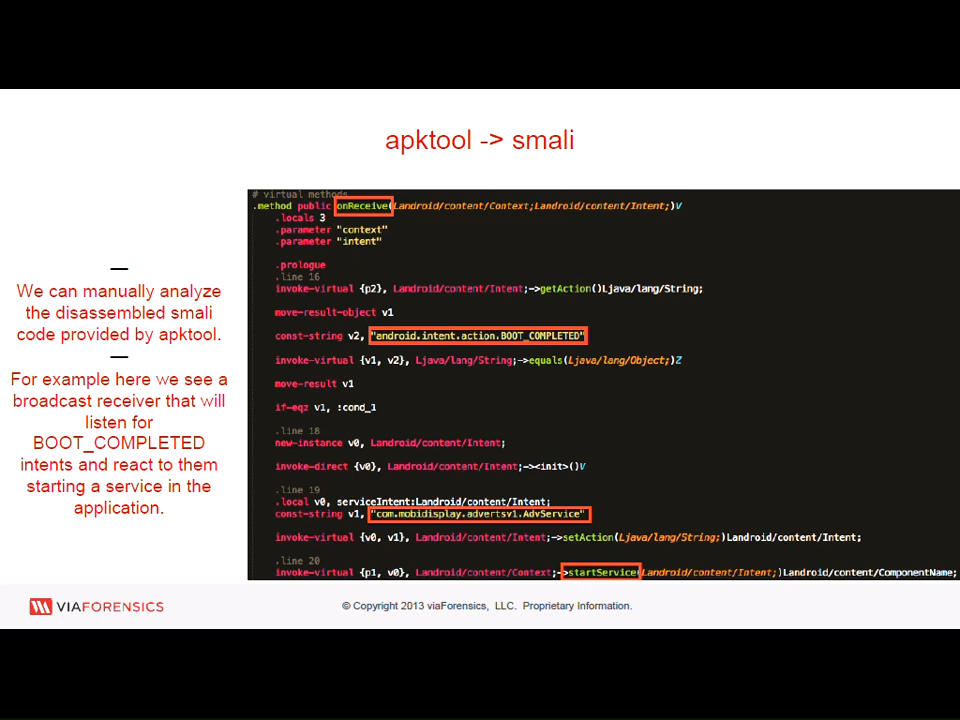 apktool -> smali
We can manually analyze
the disassembled smali
code provided by apktool.
For example here we see a
broadcast receiver that will
listen for
BOOT_COMPLETED
intents and react to them
starting a service in the
application.
# virtual methods
.method public onReceive(Landroid/content/Context;Landroid/content/Intent;)V
.locals 3
.parameter "context"
.parameter "intent"
.prologue
.line 16
invoke-virtual {p2}, Landroid/content/Intent;->getAction()Ljava/lang/String;
move-result-object v1
const-string v2, "android.intent.action.BOOT_COMPLETED"
invoke-virtual {v1, v2}, Ljava/lang/String;->equals(Ljava/lang/Object;)Z
move-result v1
if-eqz v1, :cond_1
.line 18
new-instance v0, Landroid/content/Intent;
invoke-direct {v0}, Landroid/content/Intent;-><init>()V
.line 19
.local v0, serviceIntent:Landroid/content/Intent;
const-string v1, "com.mobidisplay.advertsv1.AdvService"
invoke-virtual {v0, v1}, Landroid/content/Intent;->setAction(Ljava/lang/String;)Landroid/content/Intent;
.line 20
invoke-virtual {p1, v0}, Landroid/content/Context;->startService(Landroid/content/Intent;)Landroid/content/ComponentName;
VIAFORENSICS
© Copyright 2013 viaForensics, LLC. Proprietary Information.